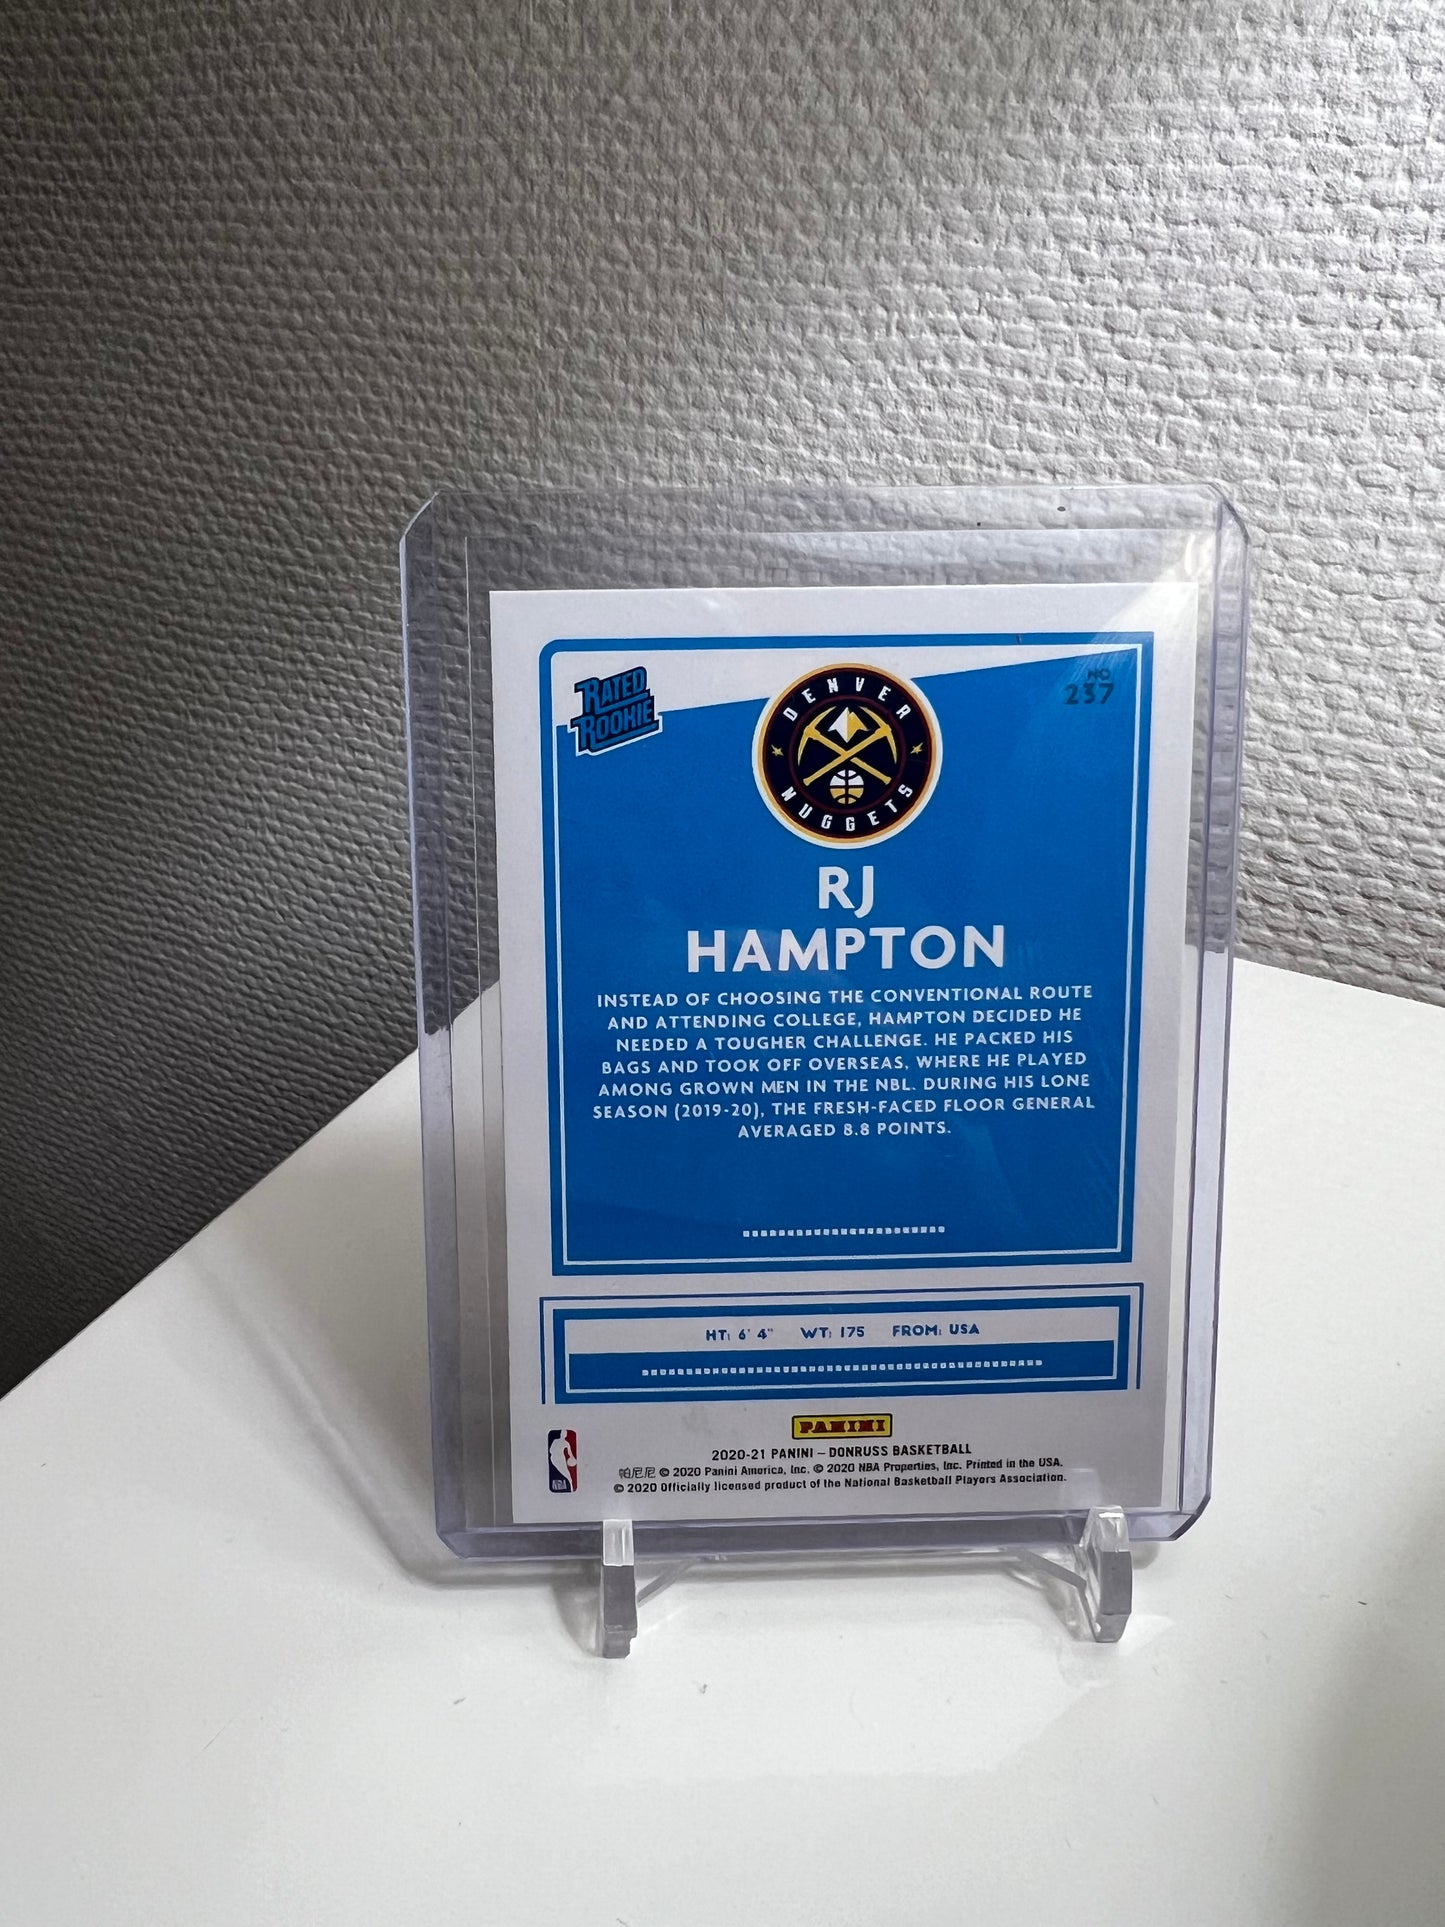 RATED
ROOKIE
DENVER
NUGGETS
NO
237
RJ
HAMPTON
INSTEAD OF CHOOSING THE CONVENTIONAL ROUTE
AND ATTENDING COLLEGE, HAMPTON DECIDED HE
NEEDED A TOUGHER CHALLENGE. HE PACKED HIS
BAGS AND TOOK OFF OVERSEAS, WHERE HE PLAYED
AMONG GROWN MEN IN THE NBL. DURING HIS LONE
SEASON (2019-20), THE FRESH-FACED FLOOR GENERAL
AVERAGED 8.8 POINTS.
HT: 6' 4" WT: 175 FROM: USA
PANINI
NBA
2020-21 PANINI – DONRUSS BASKETBALL
帕尼尼 © 2020 Panini America, Inc. © 2020 NBA Properties, Inc. Printed in the USA.
© 2020 Officially licensed product of the National Basketball Players Association.